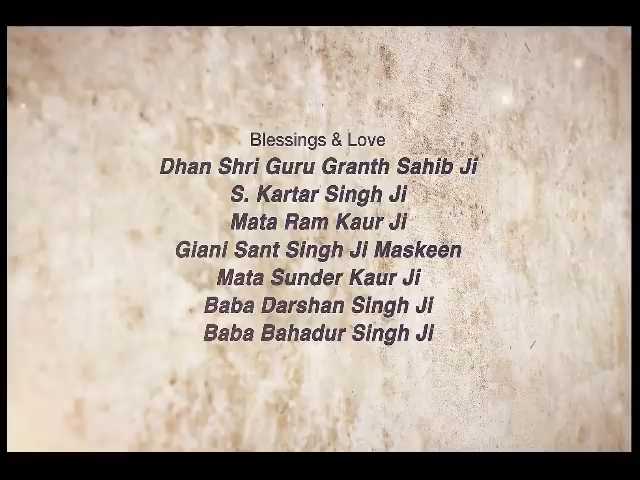 Blessings & Love
Dhan Shri Guru Granth Sahib Ji
S. Kartar Singh Ji
Mata Ram Kaur Ji
Giani Sant Singh Ji Maskeen
Mata Sunder Kaur Ji
Baba Darshan Singh Ji
Baba Bahadur Singh Ji